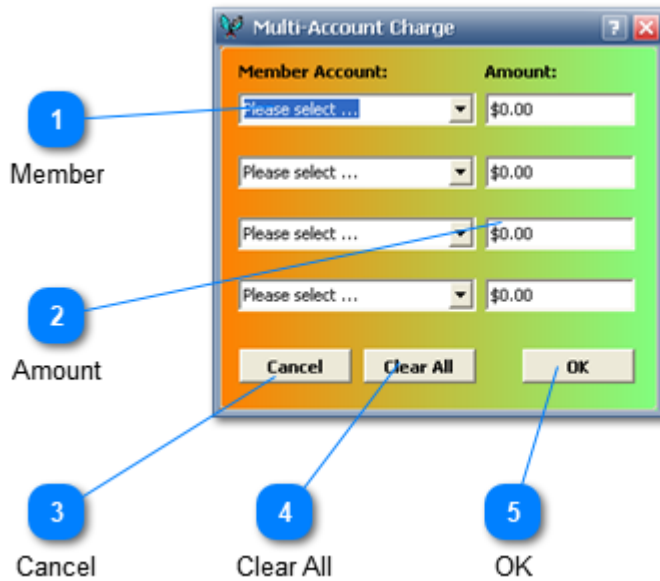 Multi-Account Charge
Member Account: Amount:
1
Please select ... $0.00
Member
Please select ... $0.00
Please select ... $0.00
2
Please select ... $0.00
Amount
Cancel Clear All OK
3 4 5
Cancel Clear All OK